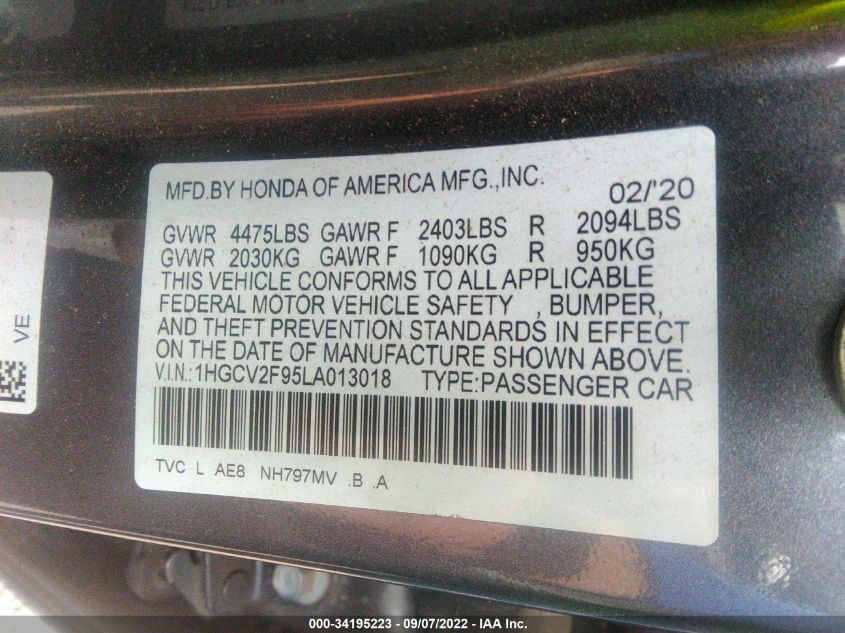 MFD.BY HONDA OF AMERICA MFG.,INC. 02/'20
GVWR 4475LBS GAWR F 2403LBS R 2094LBS
GVWR 2030KG GAWR F 1090KG R 950KG
THIS VEHICLE CONFORMS TO ALL APPLICABLE
FEDERAL MOTOR VEHICLE SAFETY , BUMPER,
AND THEFT PREVENTION STANDARDS IN EFFECT
ON THE DATE OF MANUFACTURE SHOWN ABOVE.
V.I.N.:1HGCV2F95LA013018 TYPE:PASSENGER CAR
TVC L AE8 NH797MV .B .A
VE
000-34195223 - 09/07/2022 - IAA Inc.